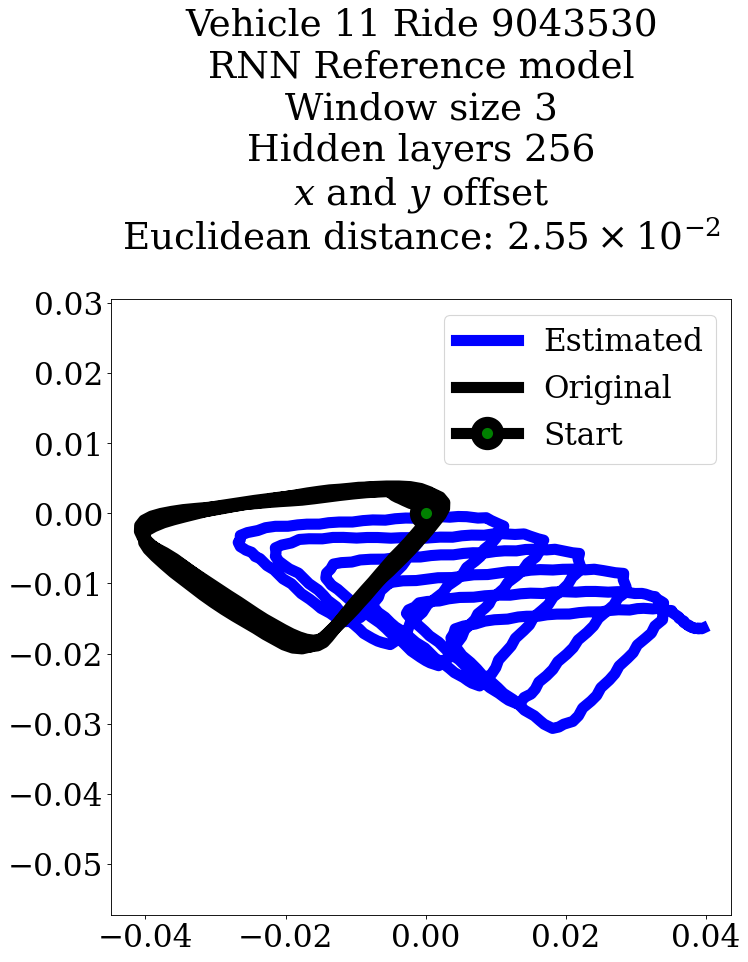 Vehicle 11 Ride 9043530
RNN Reference model
Window size 3
Hidden layers 256
x and y offset
Euclidean distance: 2.55 × 10⁻²
0.03
0.02
0.01
0.00
−0.01
−0.02
−0.03
−0.04
−0.05
Estimated
Original
Start
−0.04 −0.02 0.00 0.02 0.04